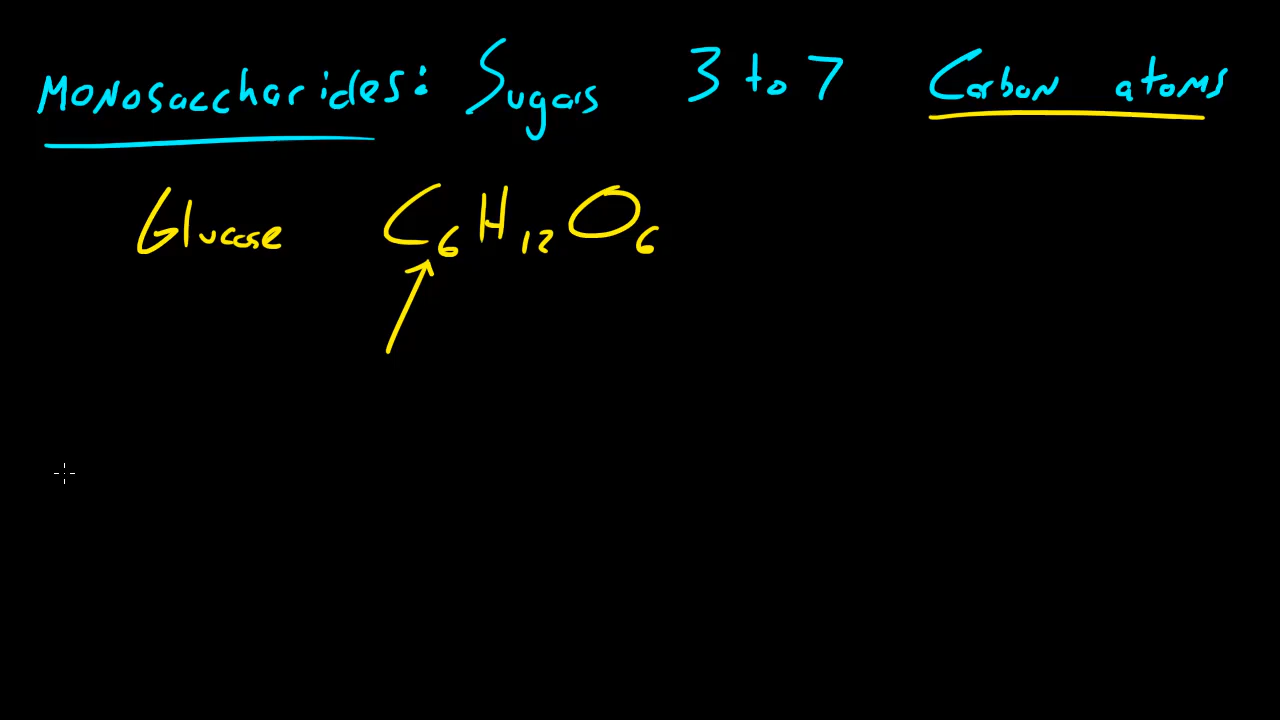 Monosaccharides: Sugars 3 to 7 Carbon atoms
Glucose C₆H₁₂O₆